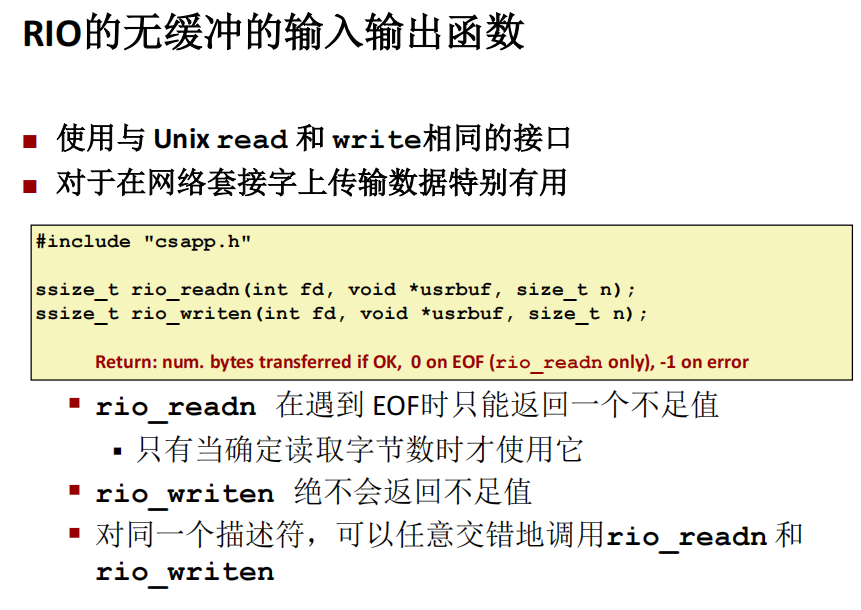 RIO的无缓冲的输入输出函数
使用与 Unix read 和 write相同的接口
对于在网络套接字上传输数据特别有用
#include "csapp.h"
ssize_t rio_readn(int fd, void *usrbuf, size_t n);
ssize_t rio_writen(int fd, void *usrbuf, size_t n);
Return: num. bytes transferred if OK, 0 on EOF (rio_readn only), -1 on error
rio_readn 在遇到 EOF时只能返回一个不足值
只有当确定读取字节数时才使用它
rio_writen 绝不会返回不足值
对同一个描述符，可以任意交错地调用rio_readn 和
rio_writen